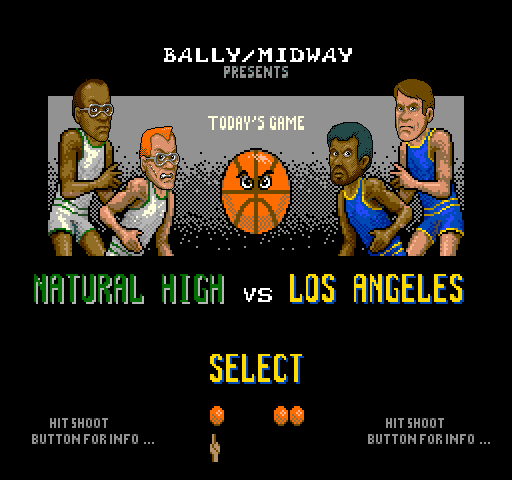 BALLY/MIDWAY
PRESENTS
TODAY'S GAME
NATURAL HIGH VS LOS ANGELES
SELECT
HIT SHOOT
BUTTON FOR INFO ...
HIT SHOOT
BUTTON FOR INFO ...